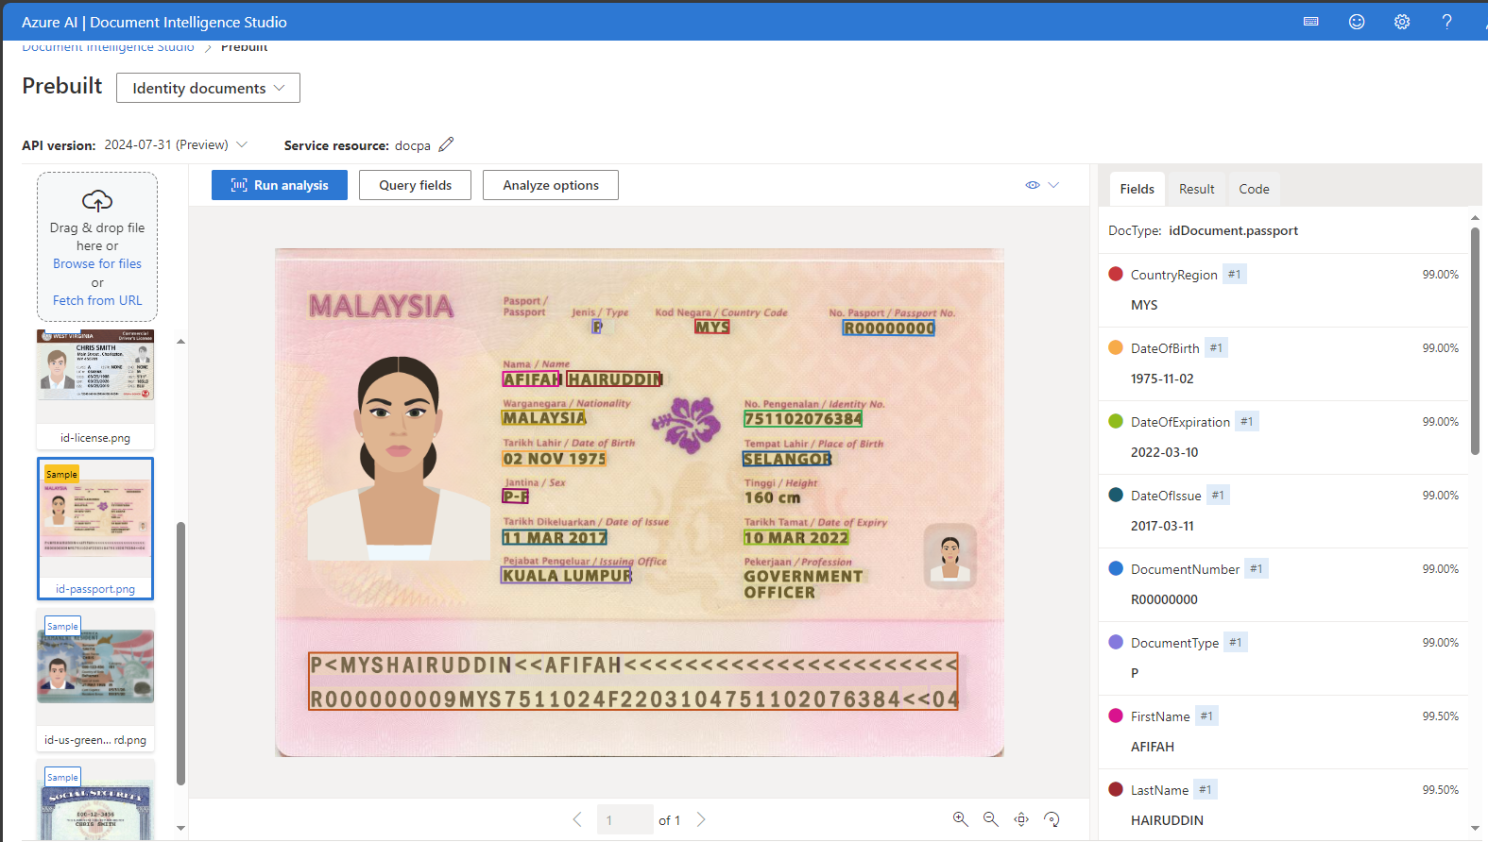 Azure AI | Document Intelligence Studio
?
Document Intelligence Studio > Prebuilt
Prebuilt
Identity documents
API version: 2024-07-31 (Preview)
Service resource: docpa
Drag & drop file
here or
Browse for files
or
Fetch from URL
WEST VIRGINIA
CHRIS SMITH
id-license.png
Sample
MALAYSIA
id-passport.png
Sample
id-us-green... rd.png
Sample
SOCIAL SECURITY
CHRIS SMITH
Run analysis
Query fields
Analyze options
MALAYSIA
Pasport /
Passport
Jenis / Type
P
Kod Negara / Country Code
MYS
No. Pasport / Passport No.
R00000000
Nama / Name
AFIFAH HAIRUDDIN
Warganegara / Nationality
MALAYSIA
No. Pengenalan / Identity No.
751102076384
Tarikh Lahir / Date of Birth
02 NOV 1975
Tempat Lahir / Place of Birth
SELANGOR
Jantina / Sex
P-F
Tinggi / Height
160 cm
Tarikh Dikeluarkan / Date of Issue
11 MAR 2017
Tarikh Tamat / Date of Expiry
10 MAR 2022
Pejabat Pengeluar / Issuing Office
KUALA LUMPUR
Pekerjaan / Profession
GOVERNMENT
OFFICER
P<MYSHAIRUDDIN<<AFIFAH<<<<<<<<<<<<<<<<<<<<<<
R000000009MYS7511024F2203104751102076384<<04
1 of 1
Fields
Result
Code
DocType: idDocument.passport
CountryRegion #1 99.00%
MYS
DateOfBirth #1 99.00%
1975-11-02
DateOfExpiration #1 99.00%
2022-03-10
DateOfIssue #1 99.00%
2017-03-11
DocumentNumber #1 99.00%
R00000000
DocumentType #1 99.00%
P
FirstName #1 99.50%
AFIFAH
LastName #1 99.50%
HAIRUDDIN